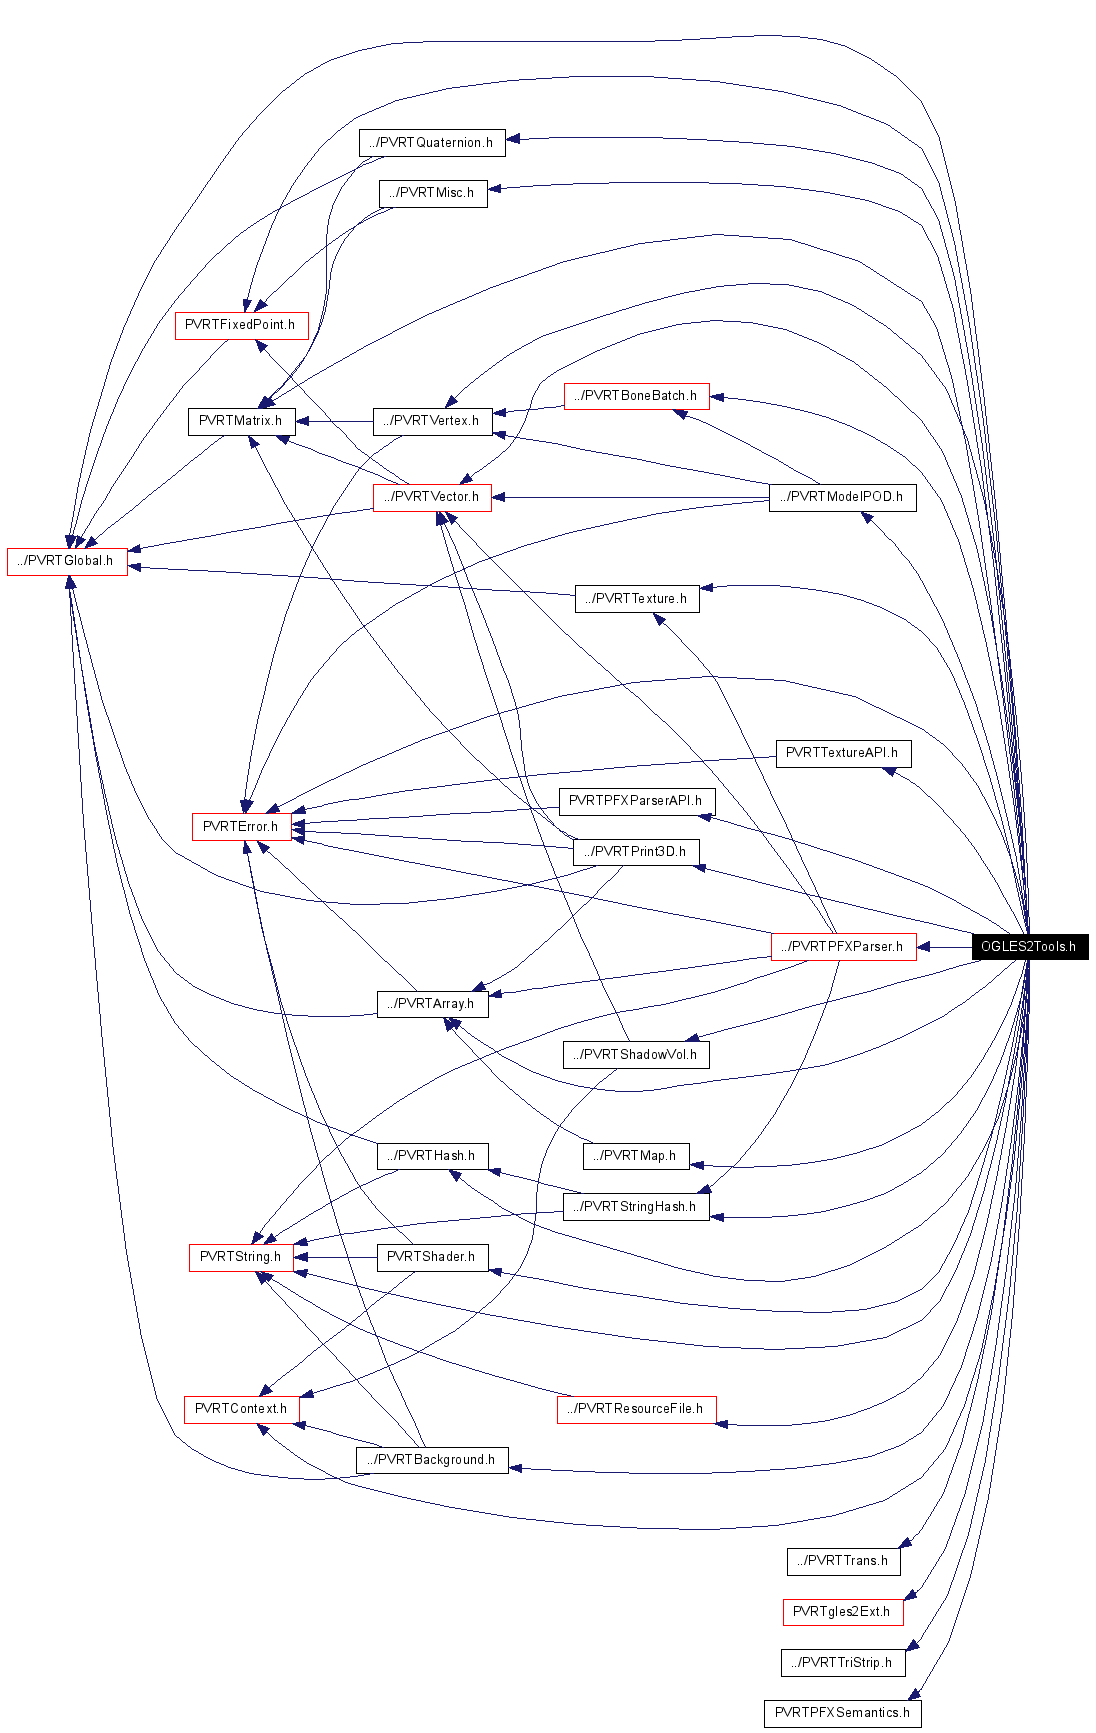 ../PVRTQuaternion.h
../PVRTMisc.h
PVRTFixedPoint.h
../PVRTBoneBatch.h
PVRTMatrix.h
../PVRTVertex.h
../PVRTVector.h
../PVRTModelPOD.h
../PVRTGlobal.h
../PVRTTexture.h
PVRTTextureAPI.h
PVRTPFXParserAPI.h
PVRTError.h
../PVRTPrint3D.h
../PVRTPFXParser.h
OGLES2Tools.h
../PVRTArray.h
../PVRTShadowVol.h
../PVRTHash.h
../PVRTMap.h
../PVRTStringHash.h
PVRTString.h
PVRTShader.h
PVRTContext.h
../PVRTResourceFile.h
../PVRTBackground.h
../PVRTTrans.h
PVRTgles2Ext.h
../PVRTTriStrip.h
PVRTPFXSemantics.h